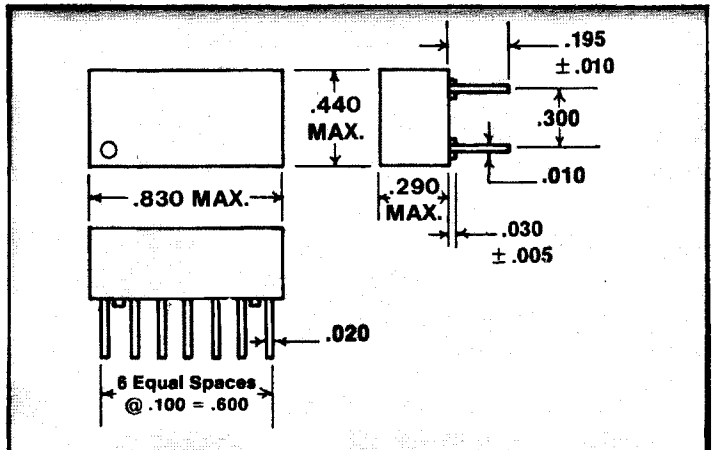 .195
± .010
.440
MAX.
.300
.830 MAX.
.290
MAX.
.010
.030
± .005
.020
6 Equal Spaces
@ .100 = .600